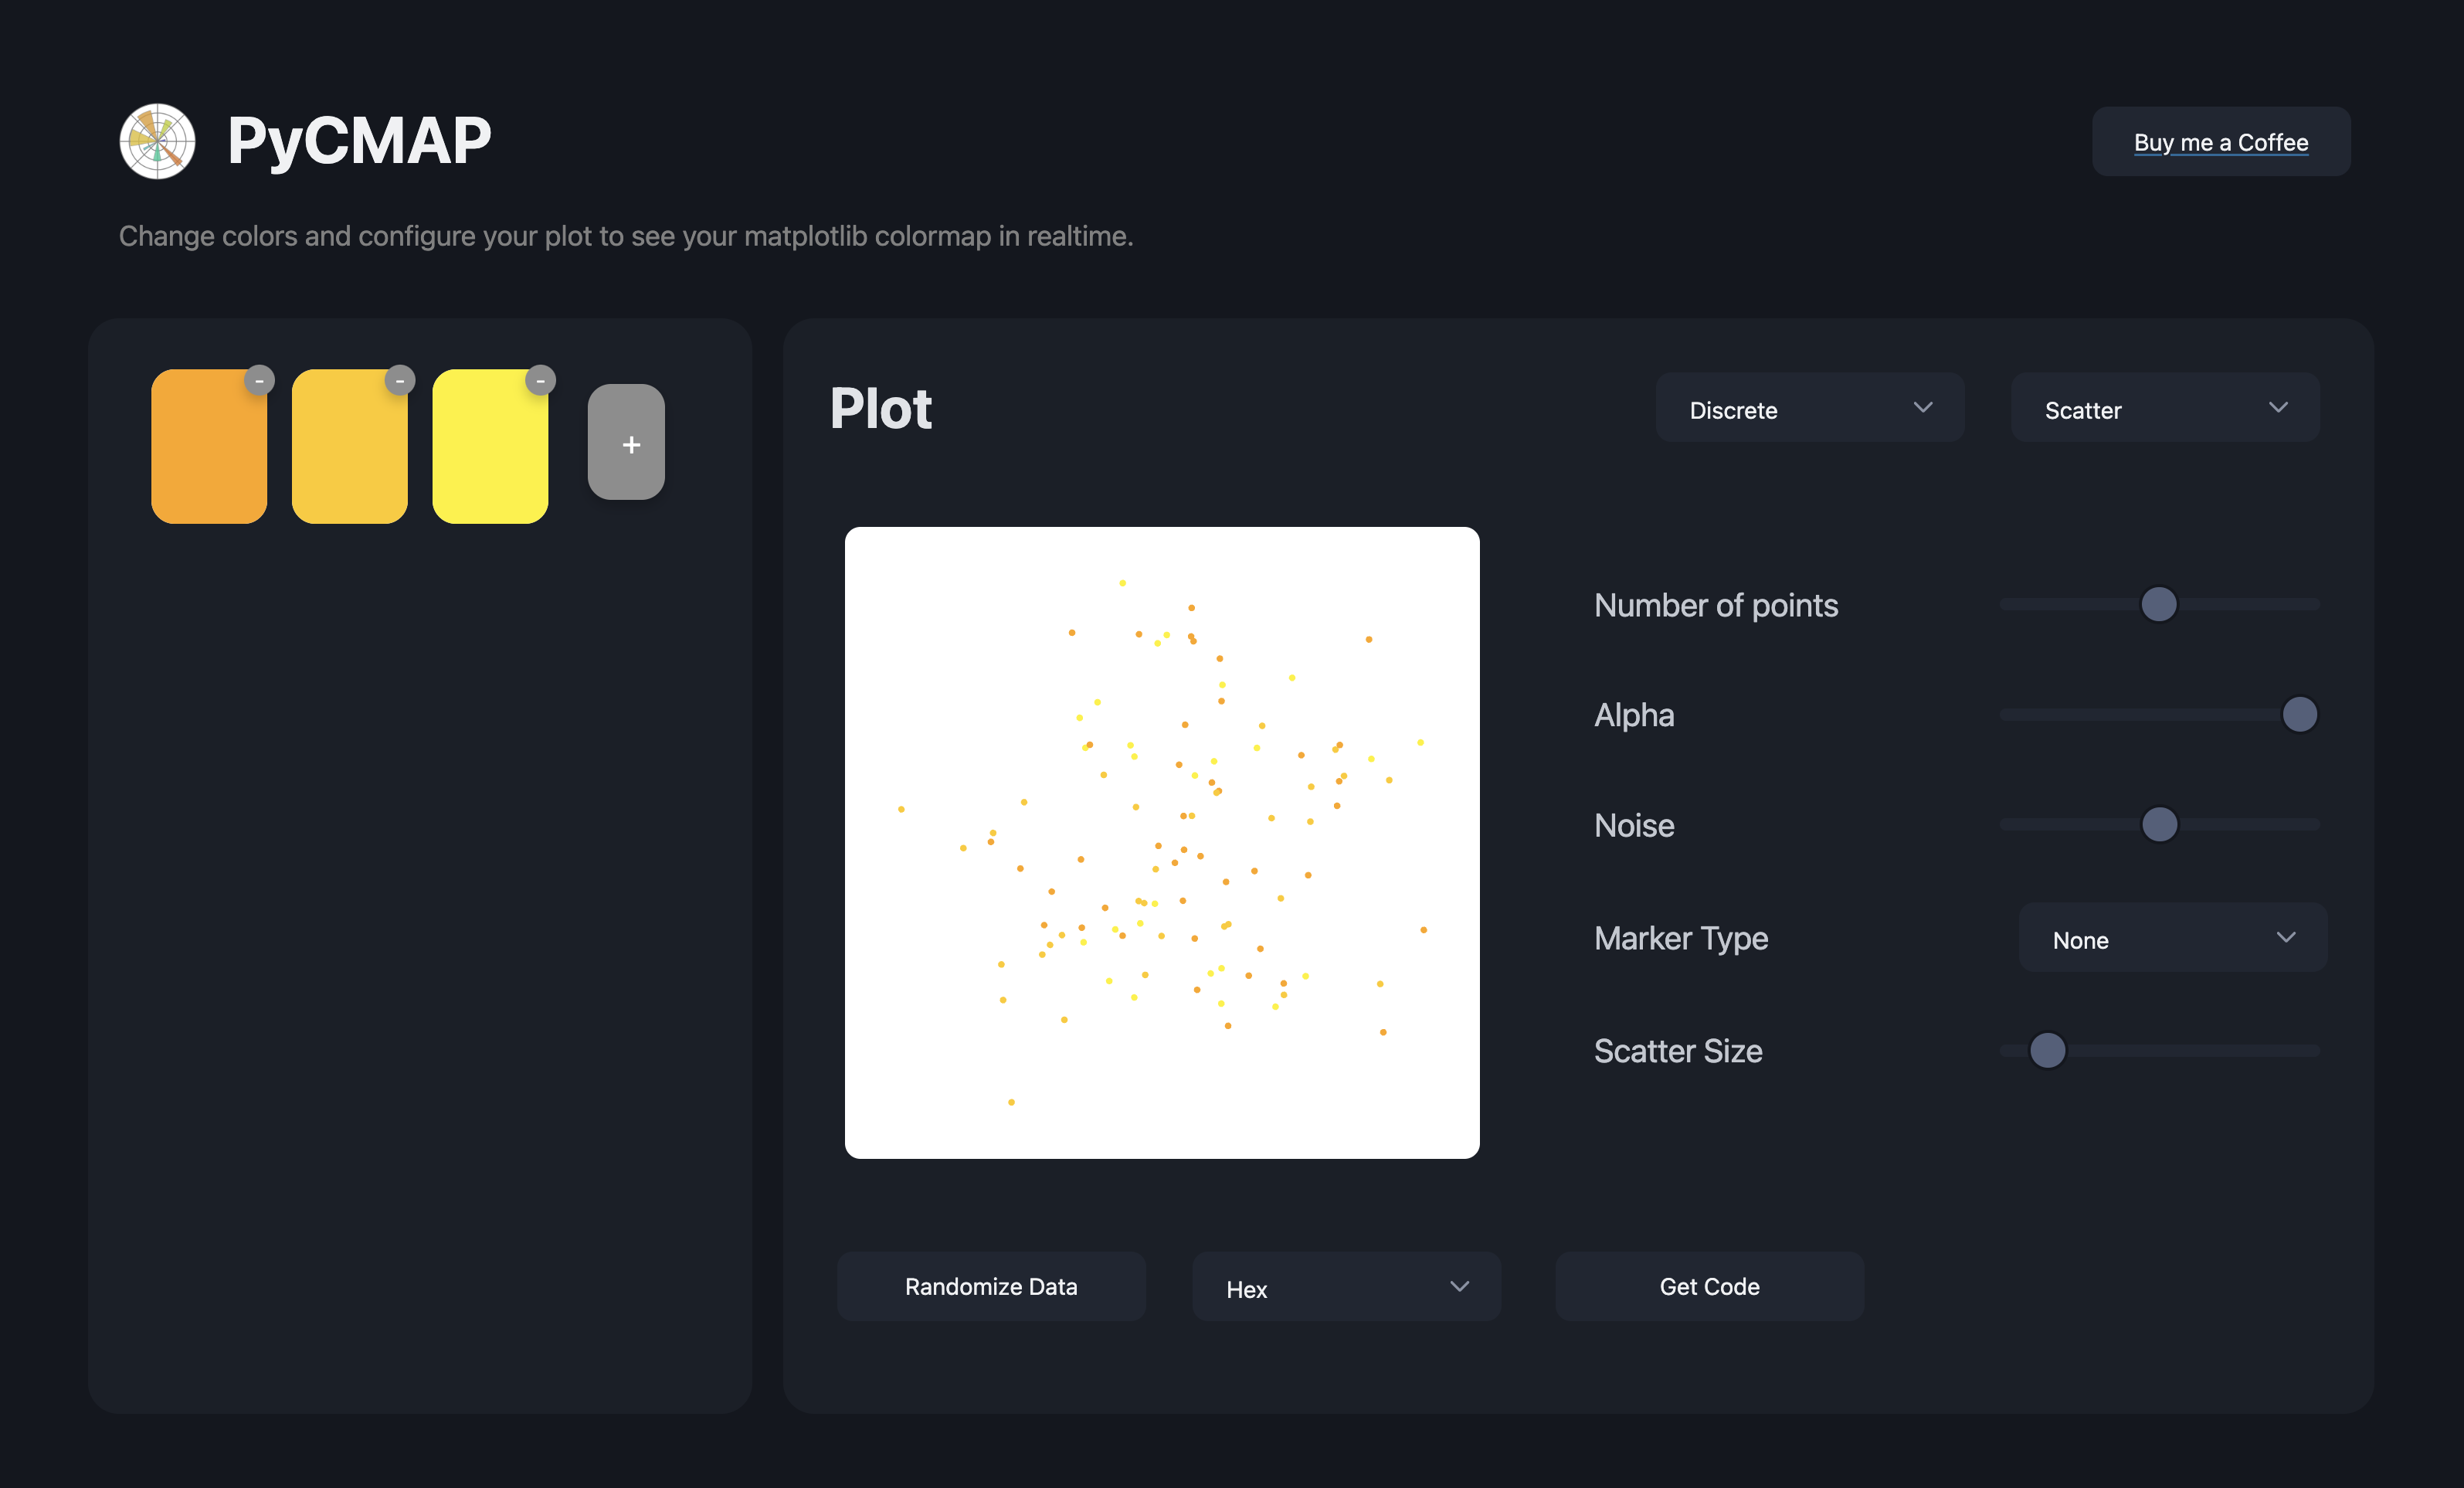 PyCMAP
Buy me a Coffee
Change colors and configure your plot to see your matplotlib colormap in realtime.
-
-
-
+
Plot
Discrete
Scatter
Number of points
Alpha
Noise
Marker Type
None
Scatter Size
Randomize Data
Hex
Get Code